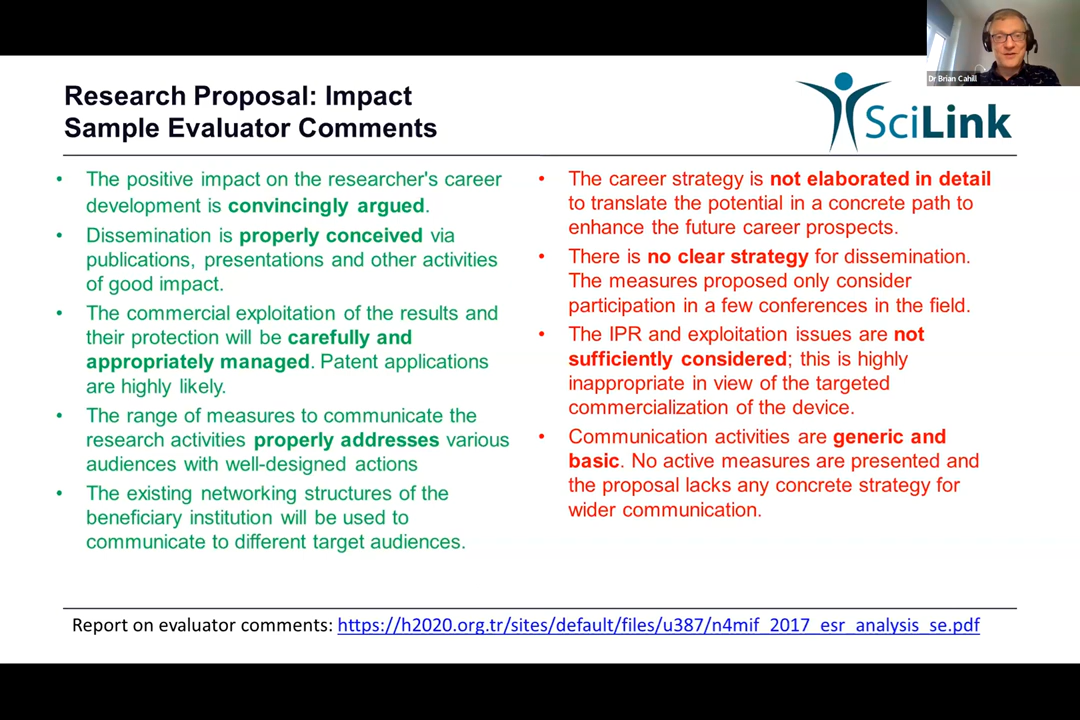 Dr Brian Cahill
Research Proposal: Impact
Sample Evaluator Comments
SciLink
• The positive impact on the researcher's career
development is convincingly argued.
• Dissemination is properly conceived via
publications, presentations and other activities
of good impact.
• The commercial exploitation of the results and
their protection will be carefully and
appropriately managed. Patent applications
are highly likely.
• The range of measures to communicate the
research activities properly addresses various
audiences with well-designed actions
• The existing networking structures of the
beneficiary institution will be used to
communicate to different target audiences.
• The career strategy is not elaborated in detail
to translate the potential in a concrete path to
enhance the future career prospects.
• There is no clear strategy for dissemination.
The measures proposed only consider
participation in a few conferences in the field.
• The IPR and exploitation issues are not
sufficiently considered; this is highly
inappropriate in view of the targeted
commercialization of the device.
• Communication activities are generic and
basic. No active measures are presented and
the proposal lacks any concrete strategy for
wider communication.
Report on evaluator comments: https://h2020.org.tr/sites/default/files/u387/n4mif_2017_esr_analysis_se.pdf